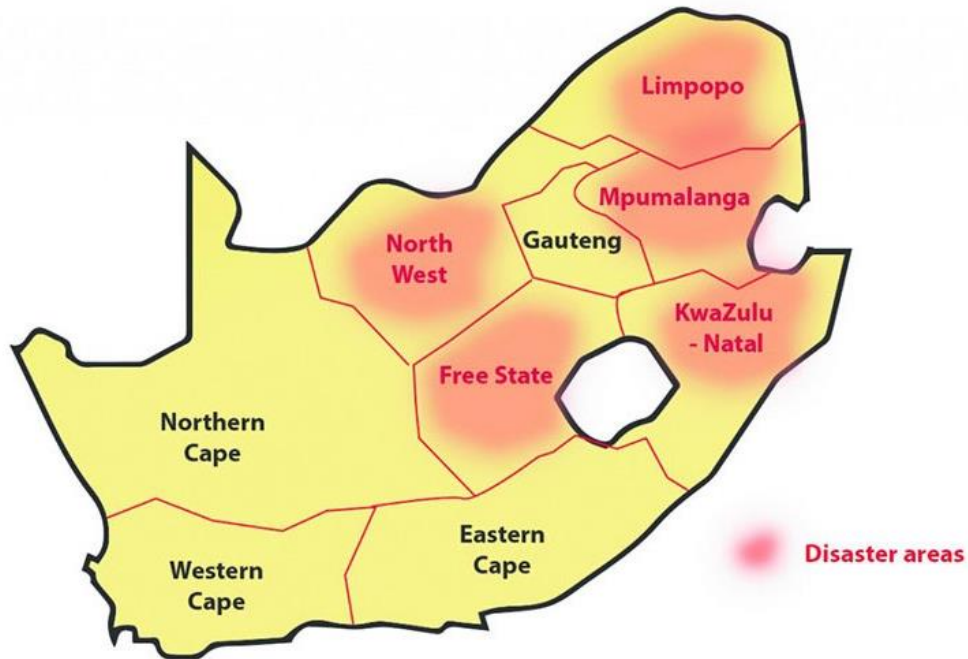 Limpopo
Mpumalanga
Gauteng
North
West
KwaZulu
- Natal
Free State
Northern
Cape
Eastern
Cape
Western
Cape
Disaster areas